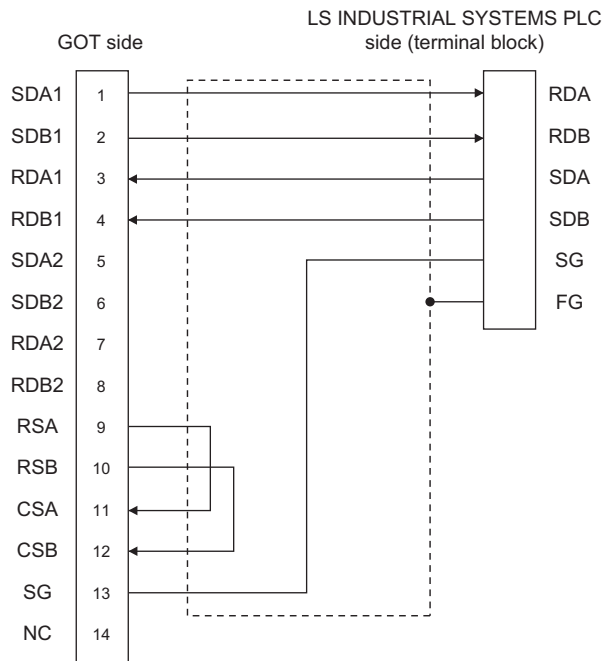 LS INDUSTRIAL SYSTEMS PLC
GOT side
side (terminal block)
SDA1 1 RDA
SDB1 2 RDB
RDA1 3 SDA
RDB1 4 SDB
SDA2 5 SG
SDB2 6 FG
RDA2 7
RDB2 8
RSA 9
RSB 10
CSA 11
CSB 12
SG 13
NC 14